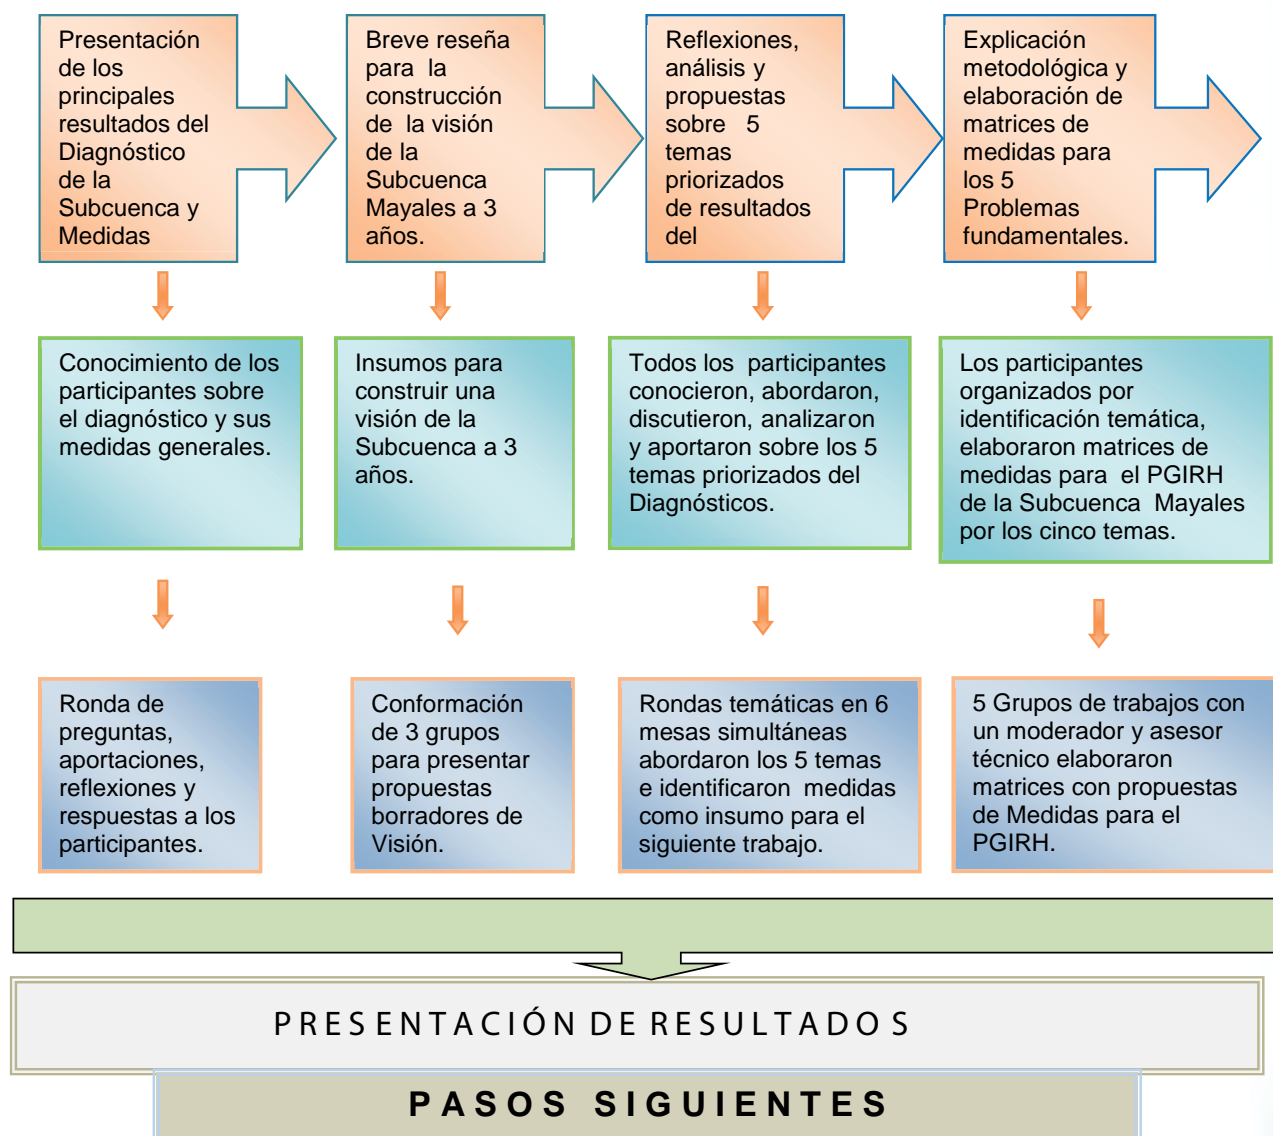 Presentación
de los
principales
resultados del
Diagnóstico
de la
Subcuenca y
Medidas
Breve reseña
para la
construcción
de la visión
de la
Subcuenca
Mayales a 3
años.
Reflexiones,
análisis y
propuestas
sobre 5
temas
priorizados
de resultados
del
Explicación
metodológica y
elaboración de
matrices de
medidas para
los 5
Problemas
fundamentales.
Conocimiento de los
participantes sobre
el diagnóstico y sus
medidas generales.
Insumos para
construir una
visión de la
Subcuenca a 3
años.
Todos los participantes
conocieron, abordaron,
discutieron, analizaron
y aportaron sobre los 5
temas priorizados del
Diagnósticos.
Los participantes
organizados por
identificación temática,
elaboraron matrices de
medidas para el PGIRH
de la Subcuenca Mayales
por los cinco temas.
Ronda de
preguntas,
aportaciones,
reflexiones y
respuestas a los
participantes.
Conformación
de 3 grupos
para presentar
propuestas
borradores de
Visión.
Rondas temáticas en 6
mesas simultáneas
abordaron los 5 temas
e identificaron medidas
como insumo para el
siguiente trabajo.
5 Grupos de trabajos con
un moderador y asesor
técnico elaboraron
matrices con propuestas
de Medidas para el
PGIRH.
PRESENTACIÓN DE RESULTADOS
PASOS SIGUIENTES